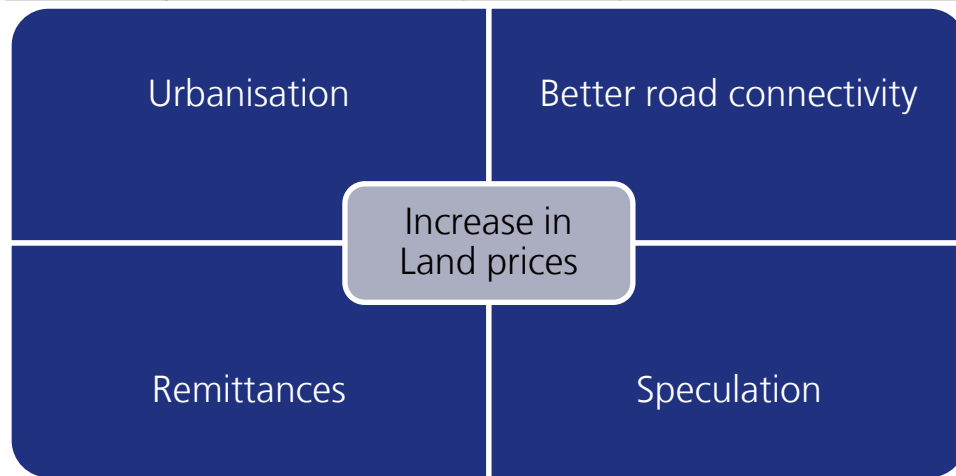 Urbanisation
Better road connectivity
Increase in
Land prices
Remittances
Speculation